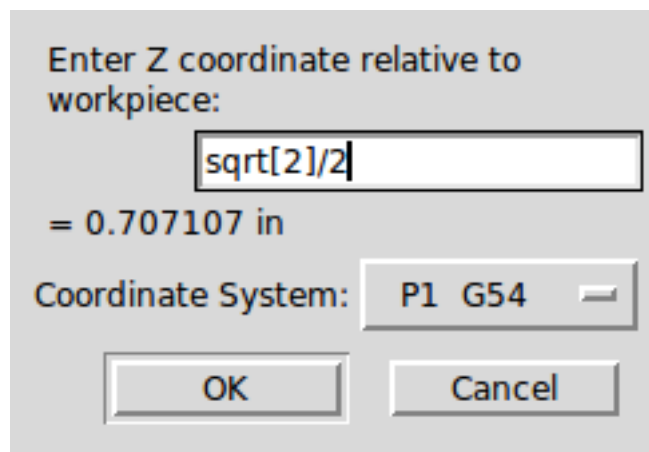 Enter Z coordinate relative to
workpiece:
sqrt[2]/2
= 0.707107 in
Coordinate System: P1 G54
OK Cancel